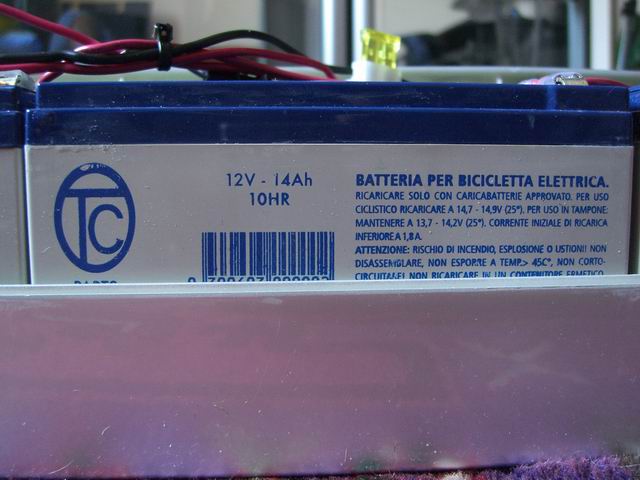 TC
12V - 14Ah
10HR
BATTERIA PER BICICLETTA ELETTRICA.
RICARICARE SOLO CON CARICABATTERIE APPROVATO. PER USO
CICLISTICO RICARICARE A 14,7 - 14,9V (25°). PER USO IN TAMPONE:
MANTENERE A 13,7 - 14,2V (25°). CORRENTE INIZIALE DI RICARICA
INFERIORE A 1,8 A.
ATTENZIONE: RISCHIO DI INCENDIO, ESPLOSIONE O USTIONI! NON
DISASSEMBLARE, NON ESPORRE A TEMP.> 45C°, NON CORTO-
NON RICARICARE IN UN CONTENITORE ERMETICO